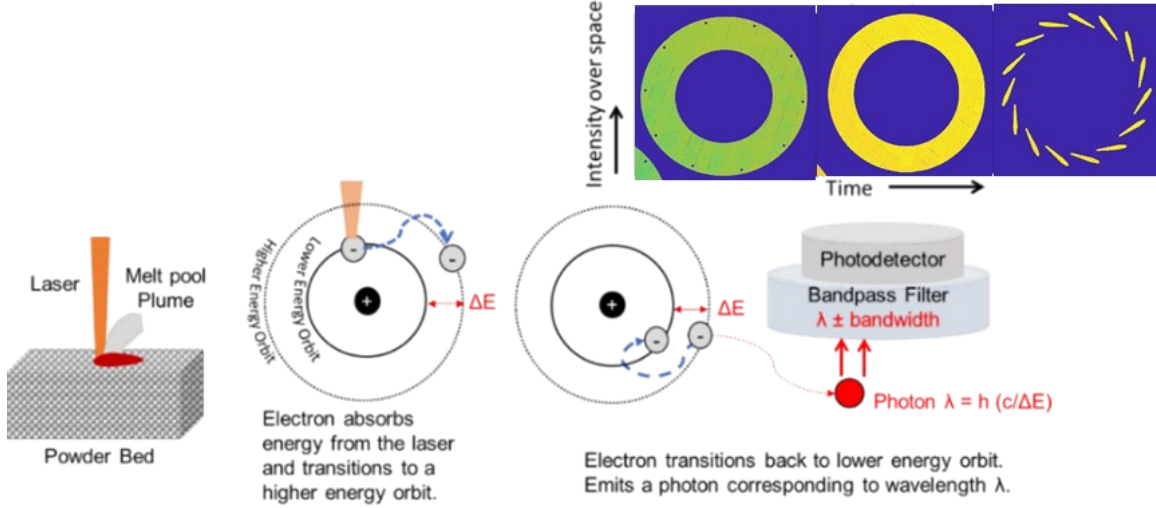 Intensity over space
Time
Laser
Melt pool
Plume
Powder Bed
Higher Energy Orbit
Lower Energy Orbit
-
-
+
ΔE
Electron absorbs
energy from the laser
and transitions to a
higher energy orbit.
+
-
-
ΔE
Photodetector
Bandpass Filter
λ ± bandwidth
Photon λ = h (c/ΔE)
Electron transitions back to lower energy orbit.
Emits a photon corresponding to wavelength λ.